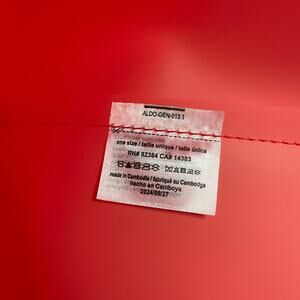 ALDO-GEN-013.1
one size / taille unique / talla única
RN# 82384 CA# 14383
made in Cambodia / fabriqué au Cambodge
hecho en Camboya
2024/09/27